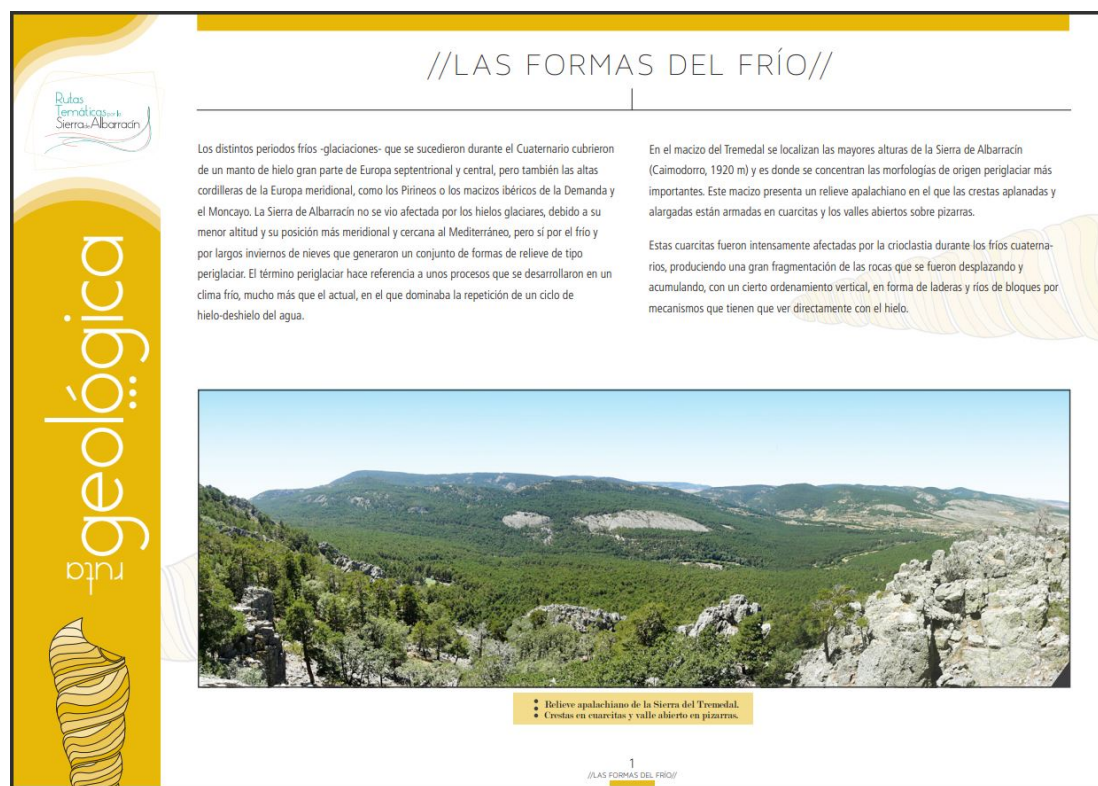 //LAS FORMAS DEL FRÍO//
Rutas
Temáticas por la
Sierra de Albarracín
ruta geológica
Los distintos periodos fríos -glaciaciones- que se sucedieron durante el Cuaternario cubrieron
de un manto de hielo gran parte de Europa septentrional y central, pero también las altas
cordilleras de la Europa meridional, como los Pirineos o los macizos ibéricos de la Demanda y
el Moncayo. La Sierra de Albarracín no se vio afectada por los hielos glaciares, debido a su
menor altitud y su posición más meridional y cercana al Mediterráneo, pero sí por el frío y
por largos inviernos de nieves que generaron un conjunto de formas de relieve de tipo
periglaciar. El término periglaciar hace referencia a unos procesos que se desarrollaron en un
clima frío, mucho más que el actual, en el que dominaba la repetición de un ciclo de
hielo-deshielo del agua.
En el macizo del Tremedal se localizan las mayores alturas de la Sierra de Albarracín
(Caimodorro, 1920 m) y es donde se concentran las morfologías de origen periglaciar más
importantes. Este macizo presenta un relieve apalachiano en el que las crestas aplanadas y
alargadas están armadas en cuarcitas y los valles abiertos sobre pizarras.
Estas cuarcitas fueron intensamente afectadas por la crioclastia durante los fríos cuaterna-
rios, produciendo una gran fragmentación de las rocas que se fueron desplazando y
acumulando, con un cierto ordenamiento vertical, en forma de laderas y ríos de bloques por
mecanismos que tienen que ver directamente con el hielo.
Relieve apalachiano de la Sierra del Tremedal.
Crestas en cuarcitas y valle abierto en pizarras.
1
//LAS FORMAS DEL FRÍO//